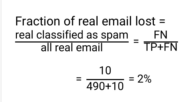 Fraction of real email lost =
real classified as spam = FN
all real email TP+FN
= 10 = 2%
490+10